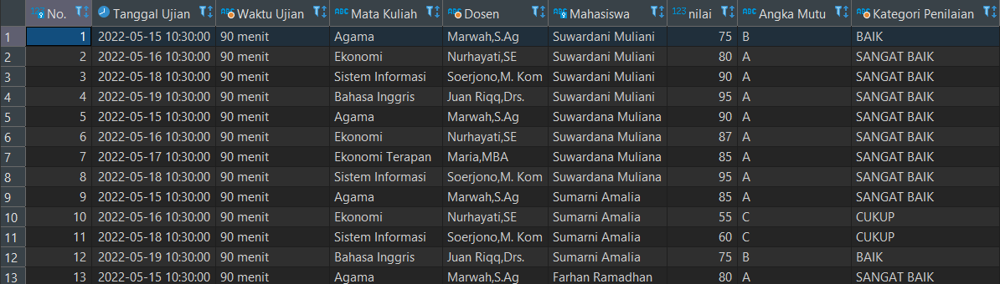 No. Tanggal Ujian Waktu Ujian Mata Kuliah Dosen Mahasiswa nilai Angka Mutu Kategori Penilaian
1 1 2022-05-15 10:30:00 90 menit Agama Marwah,S.Ag Suwardani Muliani 75 B BAIK
2 2 2022-05-16 10:30:00 90 menit Ekonomi Nurhayati,SE Suwardani Muliani 80 A SANGAT BAIK
3 3 2022-05-18 10:30:00 90 menit Sistem Informasi Soerjono,M. Kom Suwardani Muliani 90 A SANGAT BAIK
4 4 2022-05-19 10:30:00 90 menit Bahasa Inggris Juan Riqq,Drs. Suwardani Muliani 95 A SANGAT BAIK
5 5 2022-05-15 10:30:00 90 menit Agama Marwah,S.Ag Suwardana Muliana 90 A SANGAT BAIK
6 6 2022-05-16 10:30:00 90 menit Ekonomi Nurhayati,SE Suwardana Muliana 87 A SANGAT BAIK
7 7 2022-05-17 10:30:00 90 menit Ekonomi Terapan Maria,MBA Suwardana Muliana 85 A SANGAT BAIK
8 8 2022-05-18 10:30:00 90 menit Sistem Informasi Soerjono,M. Kom Suwardana Muliana 95 A SANGAT BAIK
9 9 2022-05-15 10:30:00 90 menit Agama Marwah,S.Ag Sumarni Amalia 85 A SANGAT BAIK
10 10 2022-05-16 10:30:00 90 menit Ekonomi Nurhayati,SE Sumarni Amalia 55 C CUKUP
11 11 2022-05-18 10:30:00 90 menit Sistem Informasi Soerjono,M. Kom Sumarni Amalia 60 C CUKUP
12 12 2022-05-19 10:30:00 90 menit Bahasa Inggris Juan Riqq,Drs. Sumarni Amalia 75 B BAIK
13 13 2022-05-15 10:30:00 90 menit Agama Marwah,S.Ag Farhan Ramadhan 80 A SANGAT BAIK